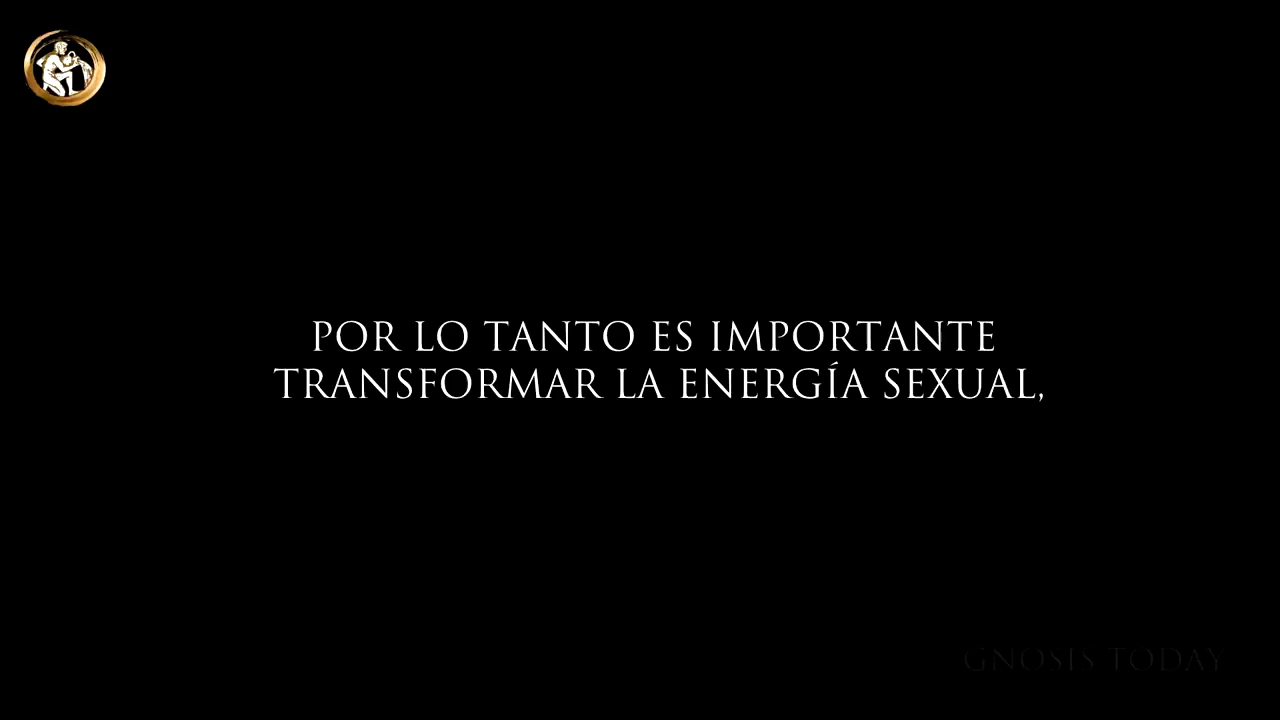 POR LO TANTO ES IMPORTANTE
TRANSFORMAR LA ENERGÍA SEXUAL,
GNOSIS TODAY